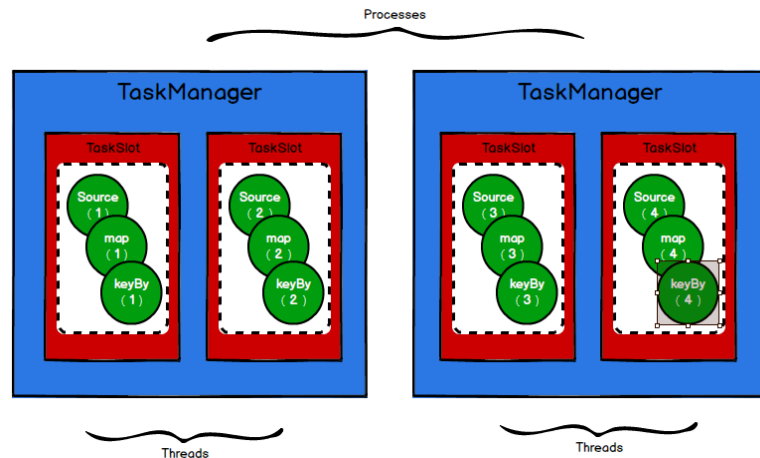 Processes
TaskManager
TaskManager
TaskSlot
TaskSlot
TaskSlot
TaskSlot
Source
( 1 )
map
( 1 )
keyBy
( 1 )
Source
( 2 )
map
( 2 )
keyBy
( 2 )
Source
( 3 )
map
( 3 )
keyBy
( 3 )
Source
( 4 )
map
( 4 )
keyBy
( 4 )
Threads
Threads